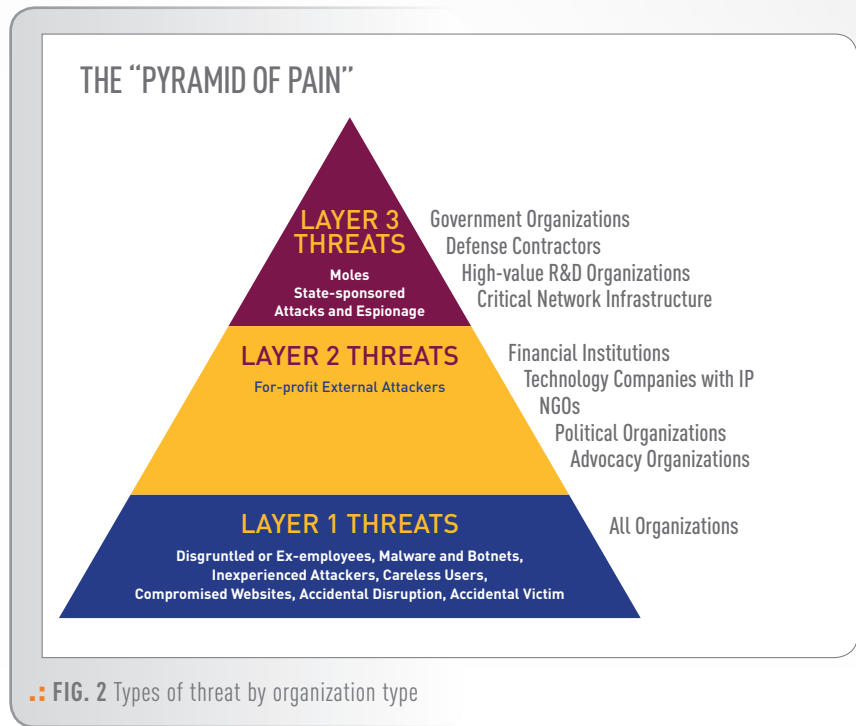 THE “PYRAMID OF PAIN”
LAYER 3
THREATS
Moles
State-sponsored
Attacks and Espionage
Government Organizations
Defense Contractors
High-value R&D Organizations
Critical Network Infrastructure
LAYER 2 THREATS
For-profit External Attackers
Financial Institutions
Technology Companies with IP
NGOs
Political Organizations
Advocacy Organizations
LAYER 1 THREATS
Disgruntled or Ex-employees, Malware and Botnets,
Inexperienced Attackers, Careless Users,
Compromised Websites, Accidental Disruption, Accidental Victim
All Organizations
.: FIG. 2 Types of threat by organization type